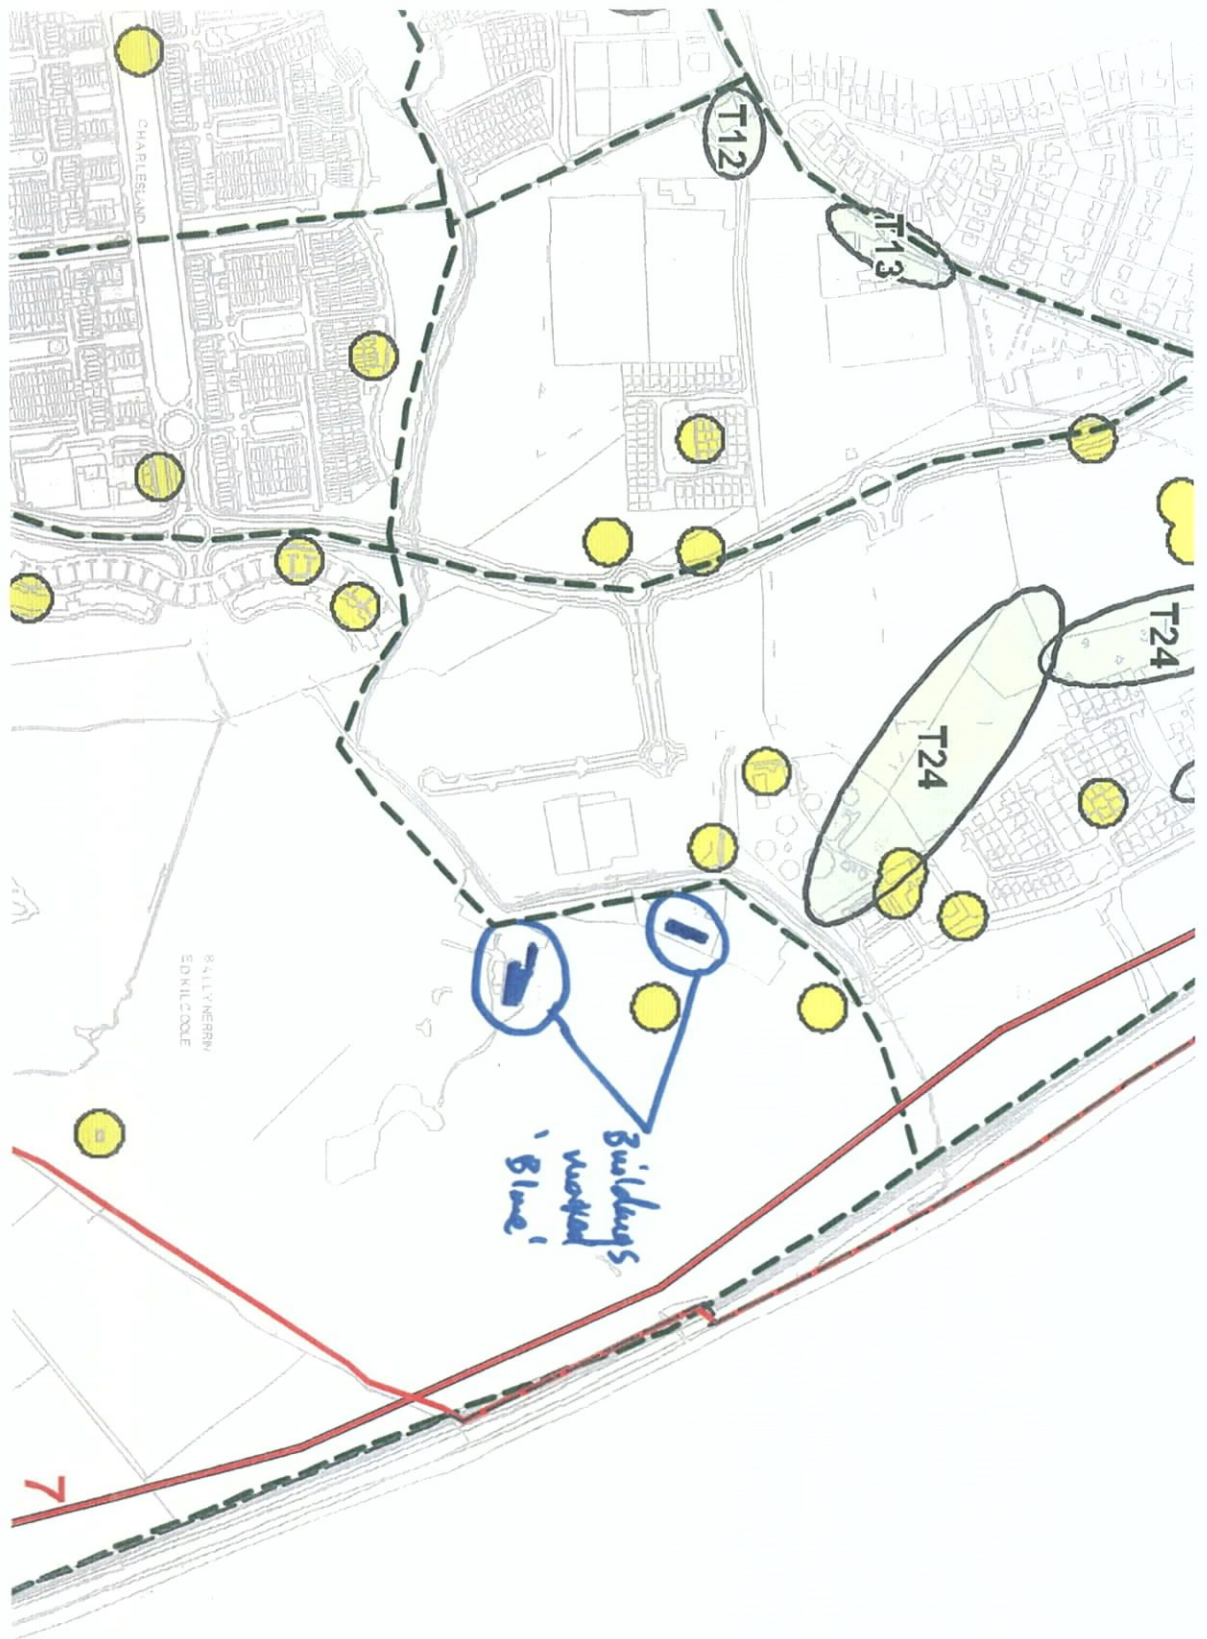 CHARLESLAND
T12
T13
T24
T24
BALLYNERRIN
ED KILCOOLE
Buildings
marked
'Blue'
7